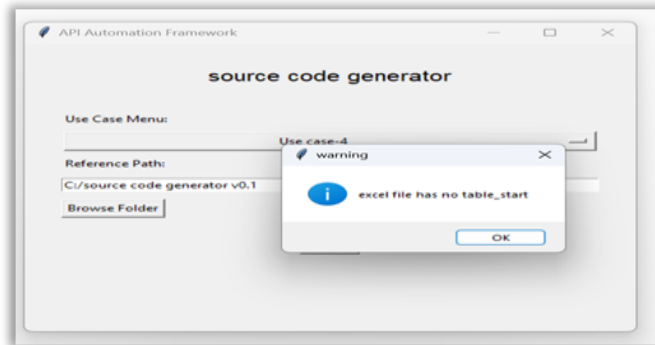 API Automation Framework
source code generator
Use Case Menu:
Use case-4
Reference Path:
C:/source code generator v0.1
Browse Folder
warning
excel file has no table_start
OK